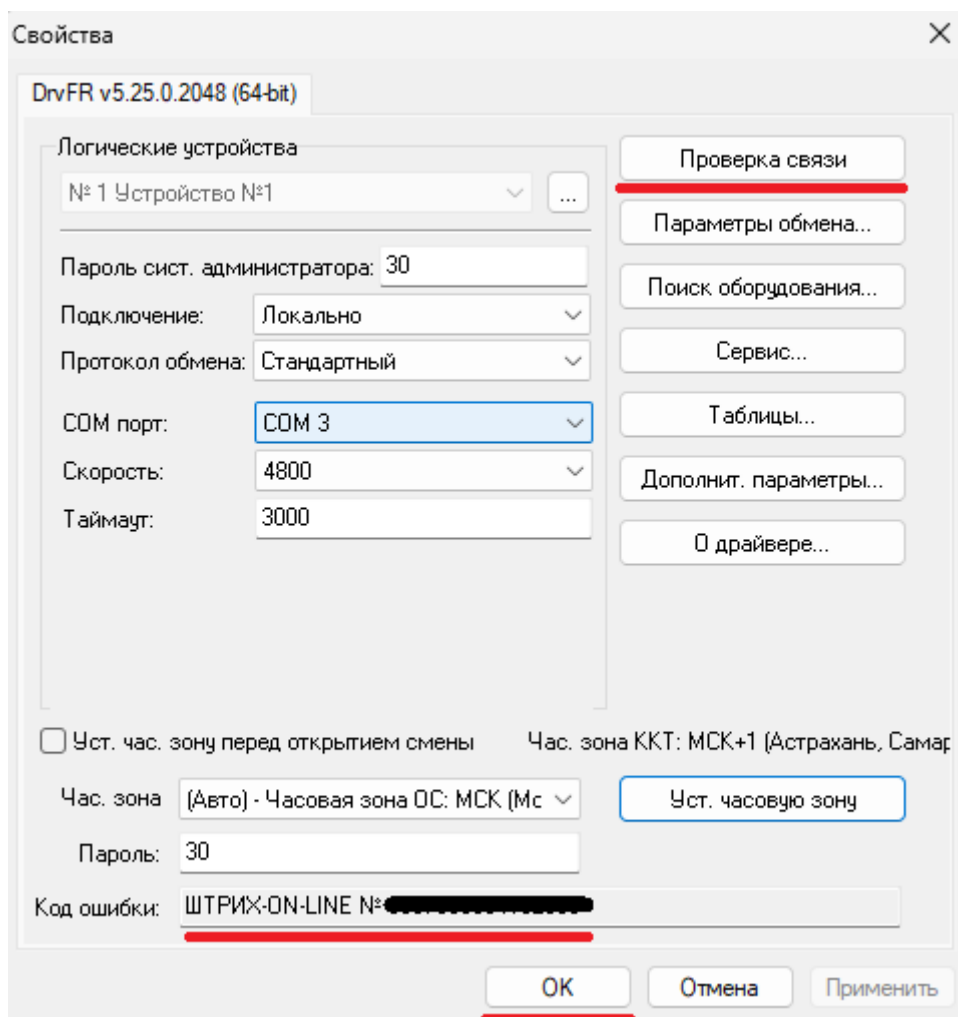 Свойства
DrvFR v5.25.0.2048 (64-bit)
Логические устройства
№ 1 Устройство №1
...
Проверка связи
Параметры обмена...
Пароль сист. администратора: 30
Поиск оборудования...
Подключение: Локально
Протокол обмена: Стандартный
Сервис...
COM порт: COM 3
Таблицы...
Скорость: 4800
Дополнит. параметры...
Таймаут: 3000
О драйвере...
Уст. час. зону перед открытием смены
Час. зона ККТ: МСК+1 (Астрахань, Самар
Час. зона (Авто) - Часовая зона ОС: МСК (Мс
Уст. часовую зону
Пароль: 30
Код ошибки: ШТРИХ-ON-LINE №
OK
Отмена
Применить